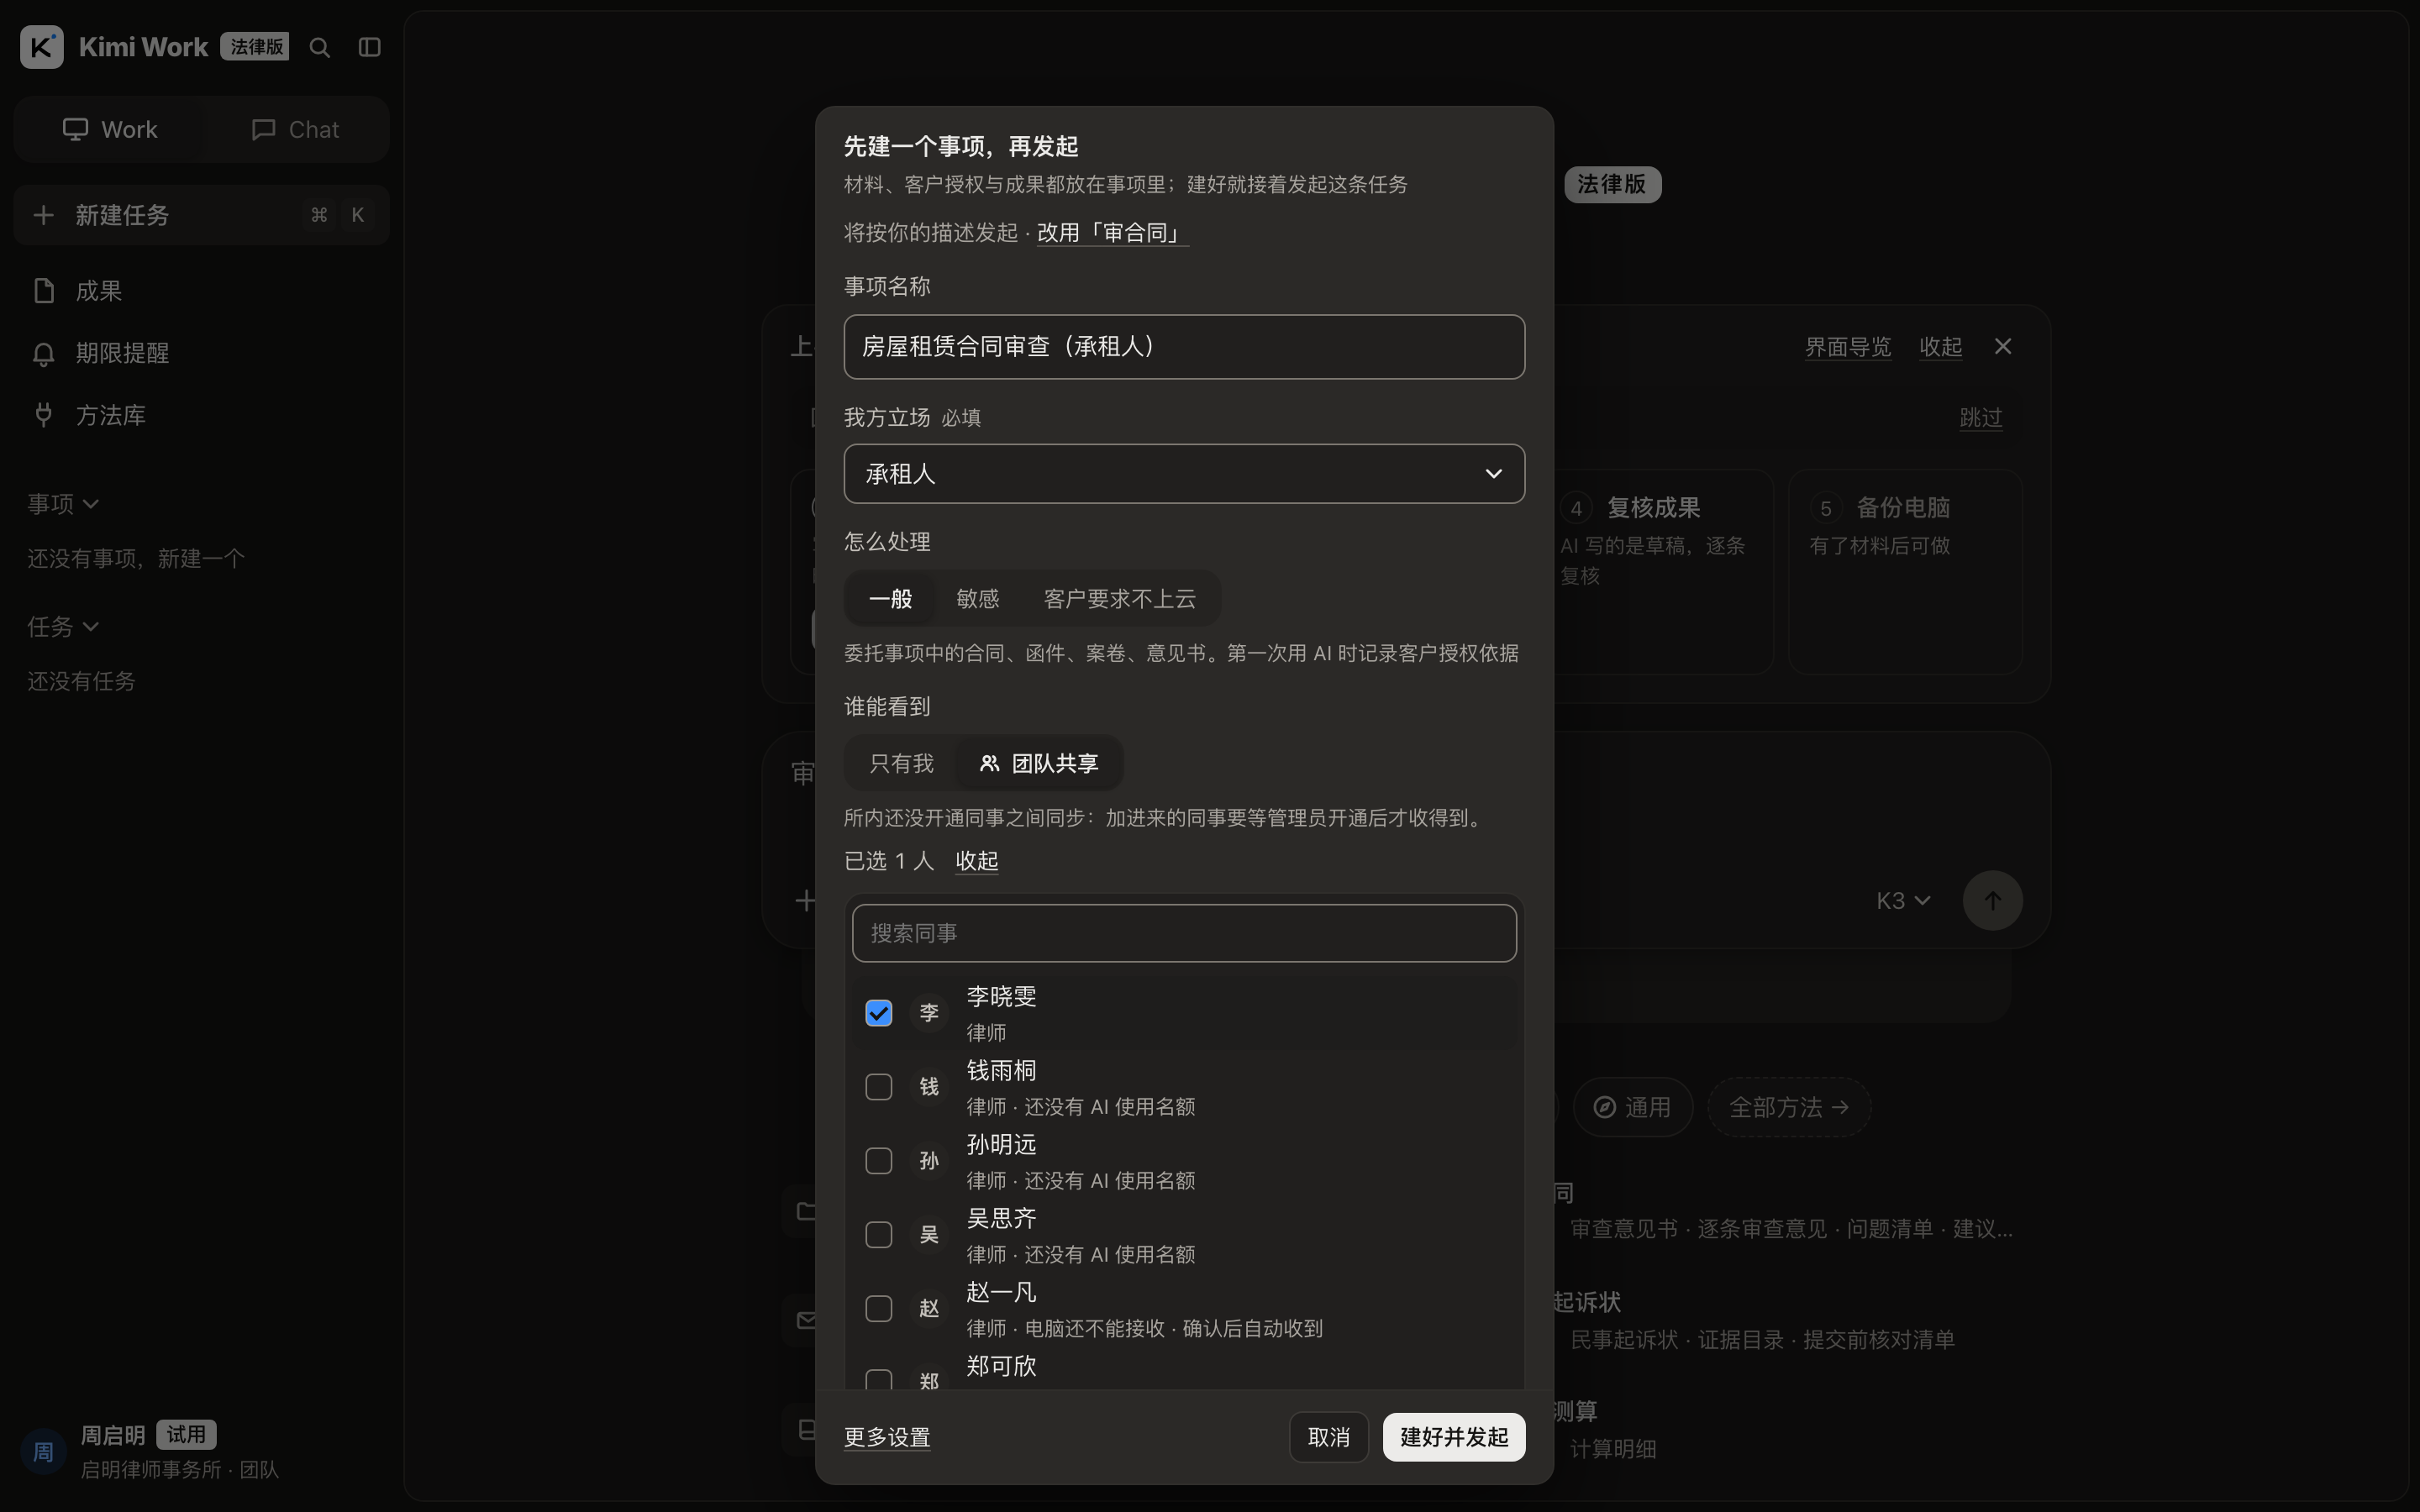 Kimi Work 法律版
Work
Chat
新建任务 ⌘ K
成果
期限提醒
方法库
事项
还没有事项，新建一个
任务
还没有任务
周启明 试用
启明律师事务所 · 团队
法律版
界面导览 收起
跳过
4 复核成果
AI 写的是草稿，逐条
复核
5 备份电脑
有了材料后可做
审
K3
通用
全部方法 →
同
审查意见书 · 逐条审查意见 · 问题清单 · 建议...
起诉状
民事起诉状 · 证据目录 · 提交前核对清单
测算
计算明细
先建一个事项，再发起
材料、客户授权与成果都放在事项里；建好就接着发起这条任务
将按你的描述发起 · 改用「审合同」
事项名称
房屋租赁合同审查（承租人）
我方立场 必填
承租人
怎么处理
一般 敏感 客户要求不上云
委托事项中的合同、函件、案卷、意见书。第一次用 AI 时记录客户授权依据
谁能看到
只有我 团队共享
所内还没开通同事之间同步：加进来的同事要等管理员开通后才收得到。
已选 1 人 收起
搜索同事
李 李晓雯
律师
钱 钱雨桐
律师 · 还没有 AI 使用名额
孙 孙明远
律师 · 还没有 AI 使用名额
吴 吴思齐
律师 · 还没有 AI 使用名额
赵 赵一凡
律师 · 电脑还不能接收 · 确认后自动收到
郑 郑可欣
更多设置
取消 建好并发起